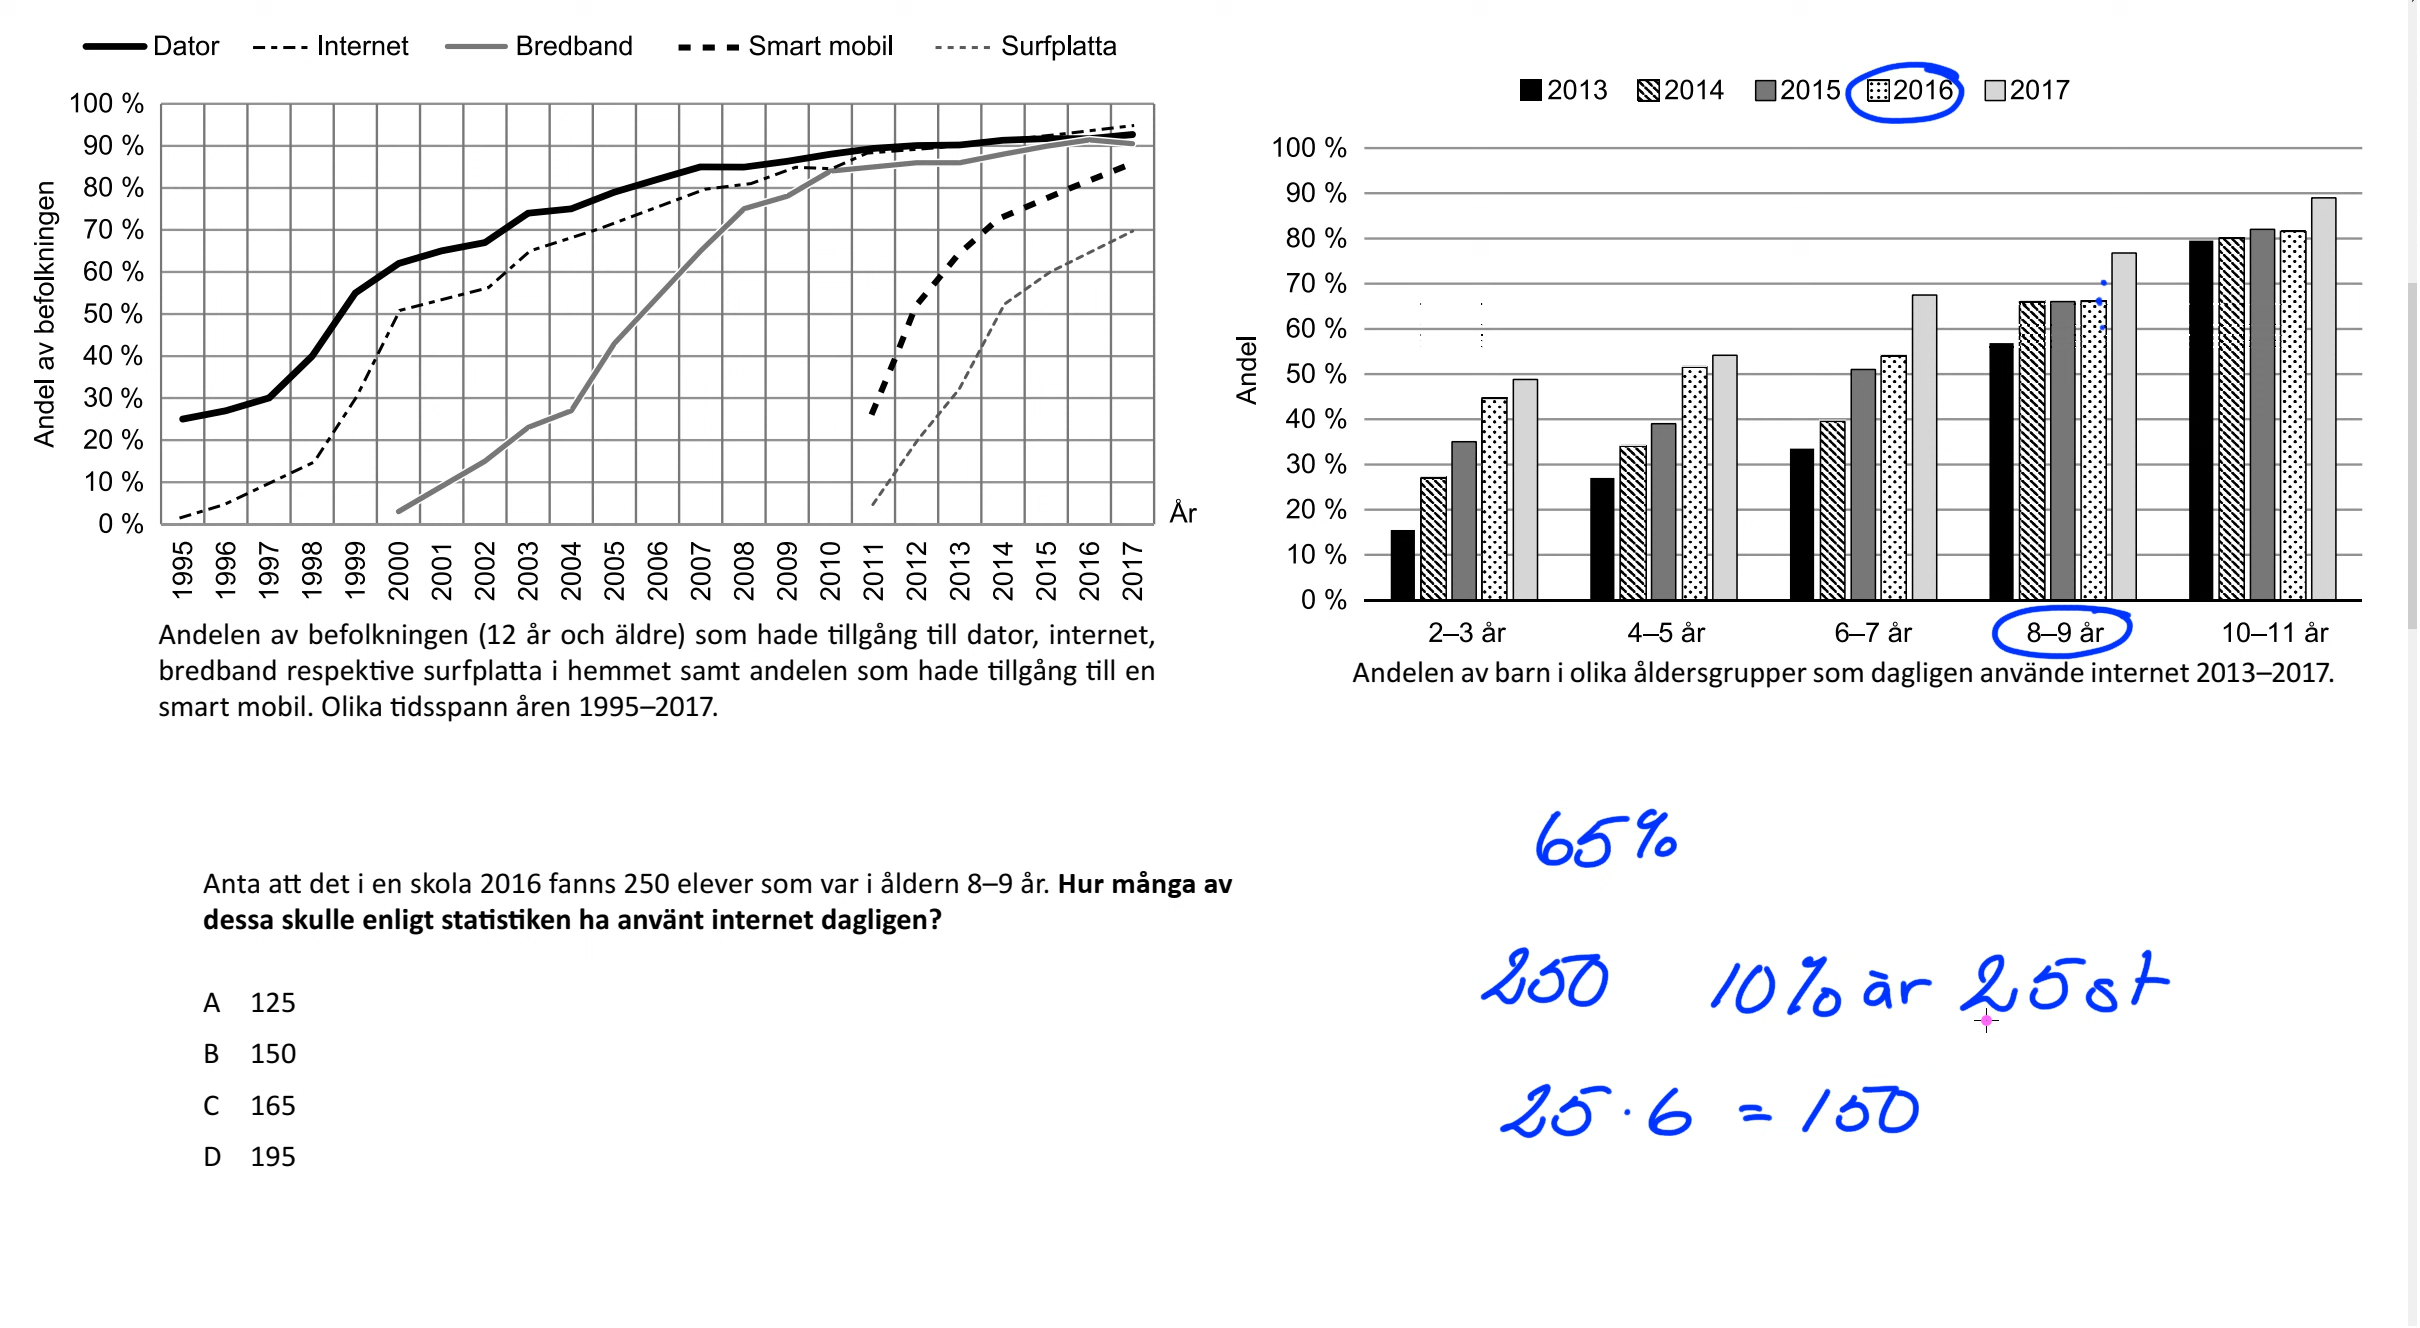 Dator Internet Bredband Smart mobil Surfplatta
100 %
90 %
80 %
70 %
60 %
50 %
40 %
30 %
20 %
10 %
0 %
Andel av befolkningen
År
1995 1996 1997 1998 1999 2000 2001 2002 2003 2004 2005 2006 2007 2008 2009 2010 2011 2012 2013 2014 2015 2016 2017
Andelen av befolkningen (12 år och äldre) som hade tillgång till dator, internet,
bredband respektive surfplatta i hemmet samt andelen som hade tillgång till en
smart mobil. Olika tidsspann åren 1995–2017.
2013 2014 2015 2016 2017
100 %
90 %
80 %
70 %
60 %
50 %
40 %
30 %
20 %
10 %
0 %
Andel
2–3 år 4–5 år 6–7 år 8–9 år 10–11 år
Andelen av barn i olika åldersgrupper som dagligen använde internet 2013–2017.
Anta att det i en skola 2016 fanns 250 elever som var i åldern 8–9 år. Hur många av
dessa skulle enligt statistiken ha använt internet dagligen?
A 125
B 150
C 165
D 195
65%
250 10% är 25 st
25 · 6 = 150